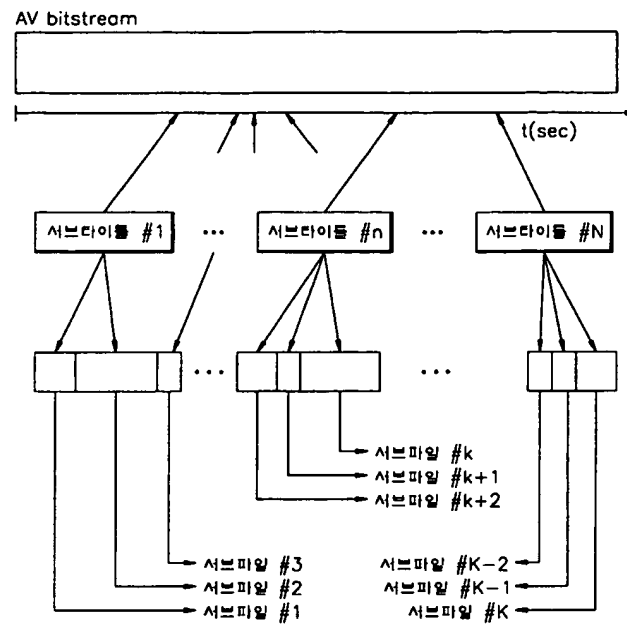 AV bitstream
t(sec)
서브타이틀 #1
...
서브타이틀 #n
...
서브타이틀 #N
...
...
서브파일 #k
서브파일 #k+1
서브파일 #k+2
서브파일 #3
서브파일 #K-2
서브파일 #2
서브파일 #K-1
서브파일 #1
서브파일 #K